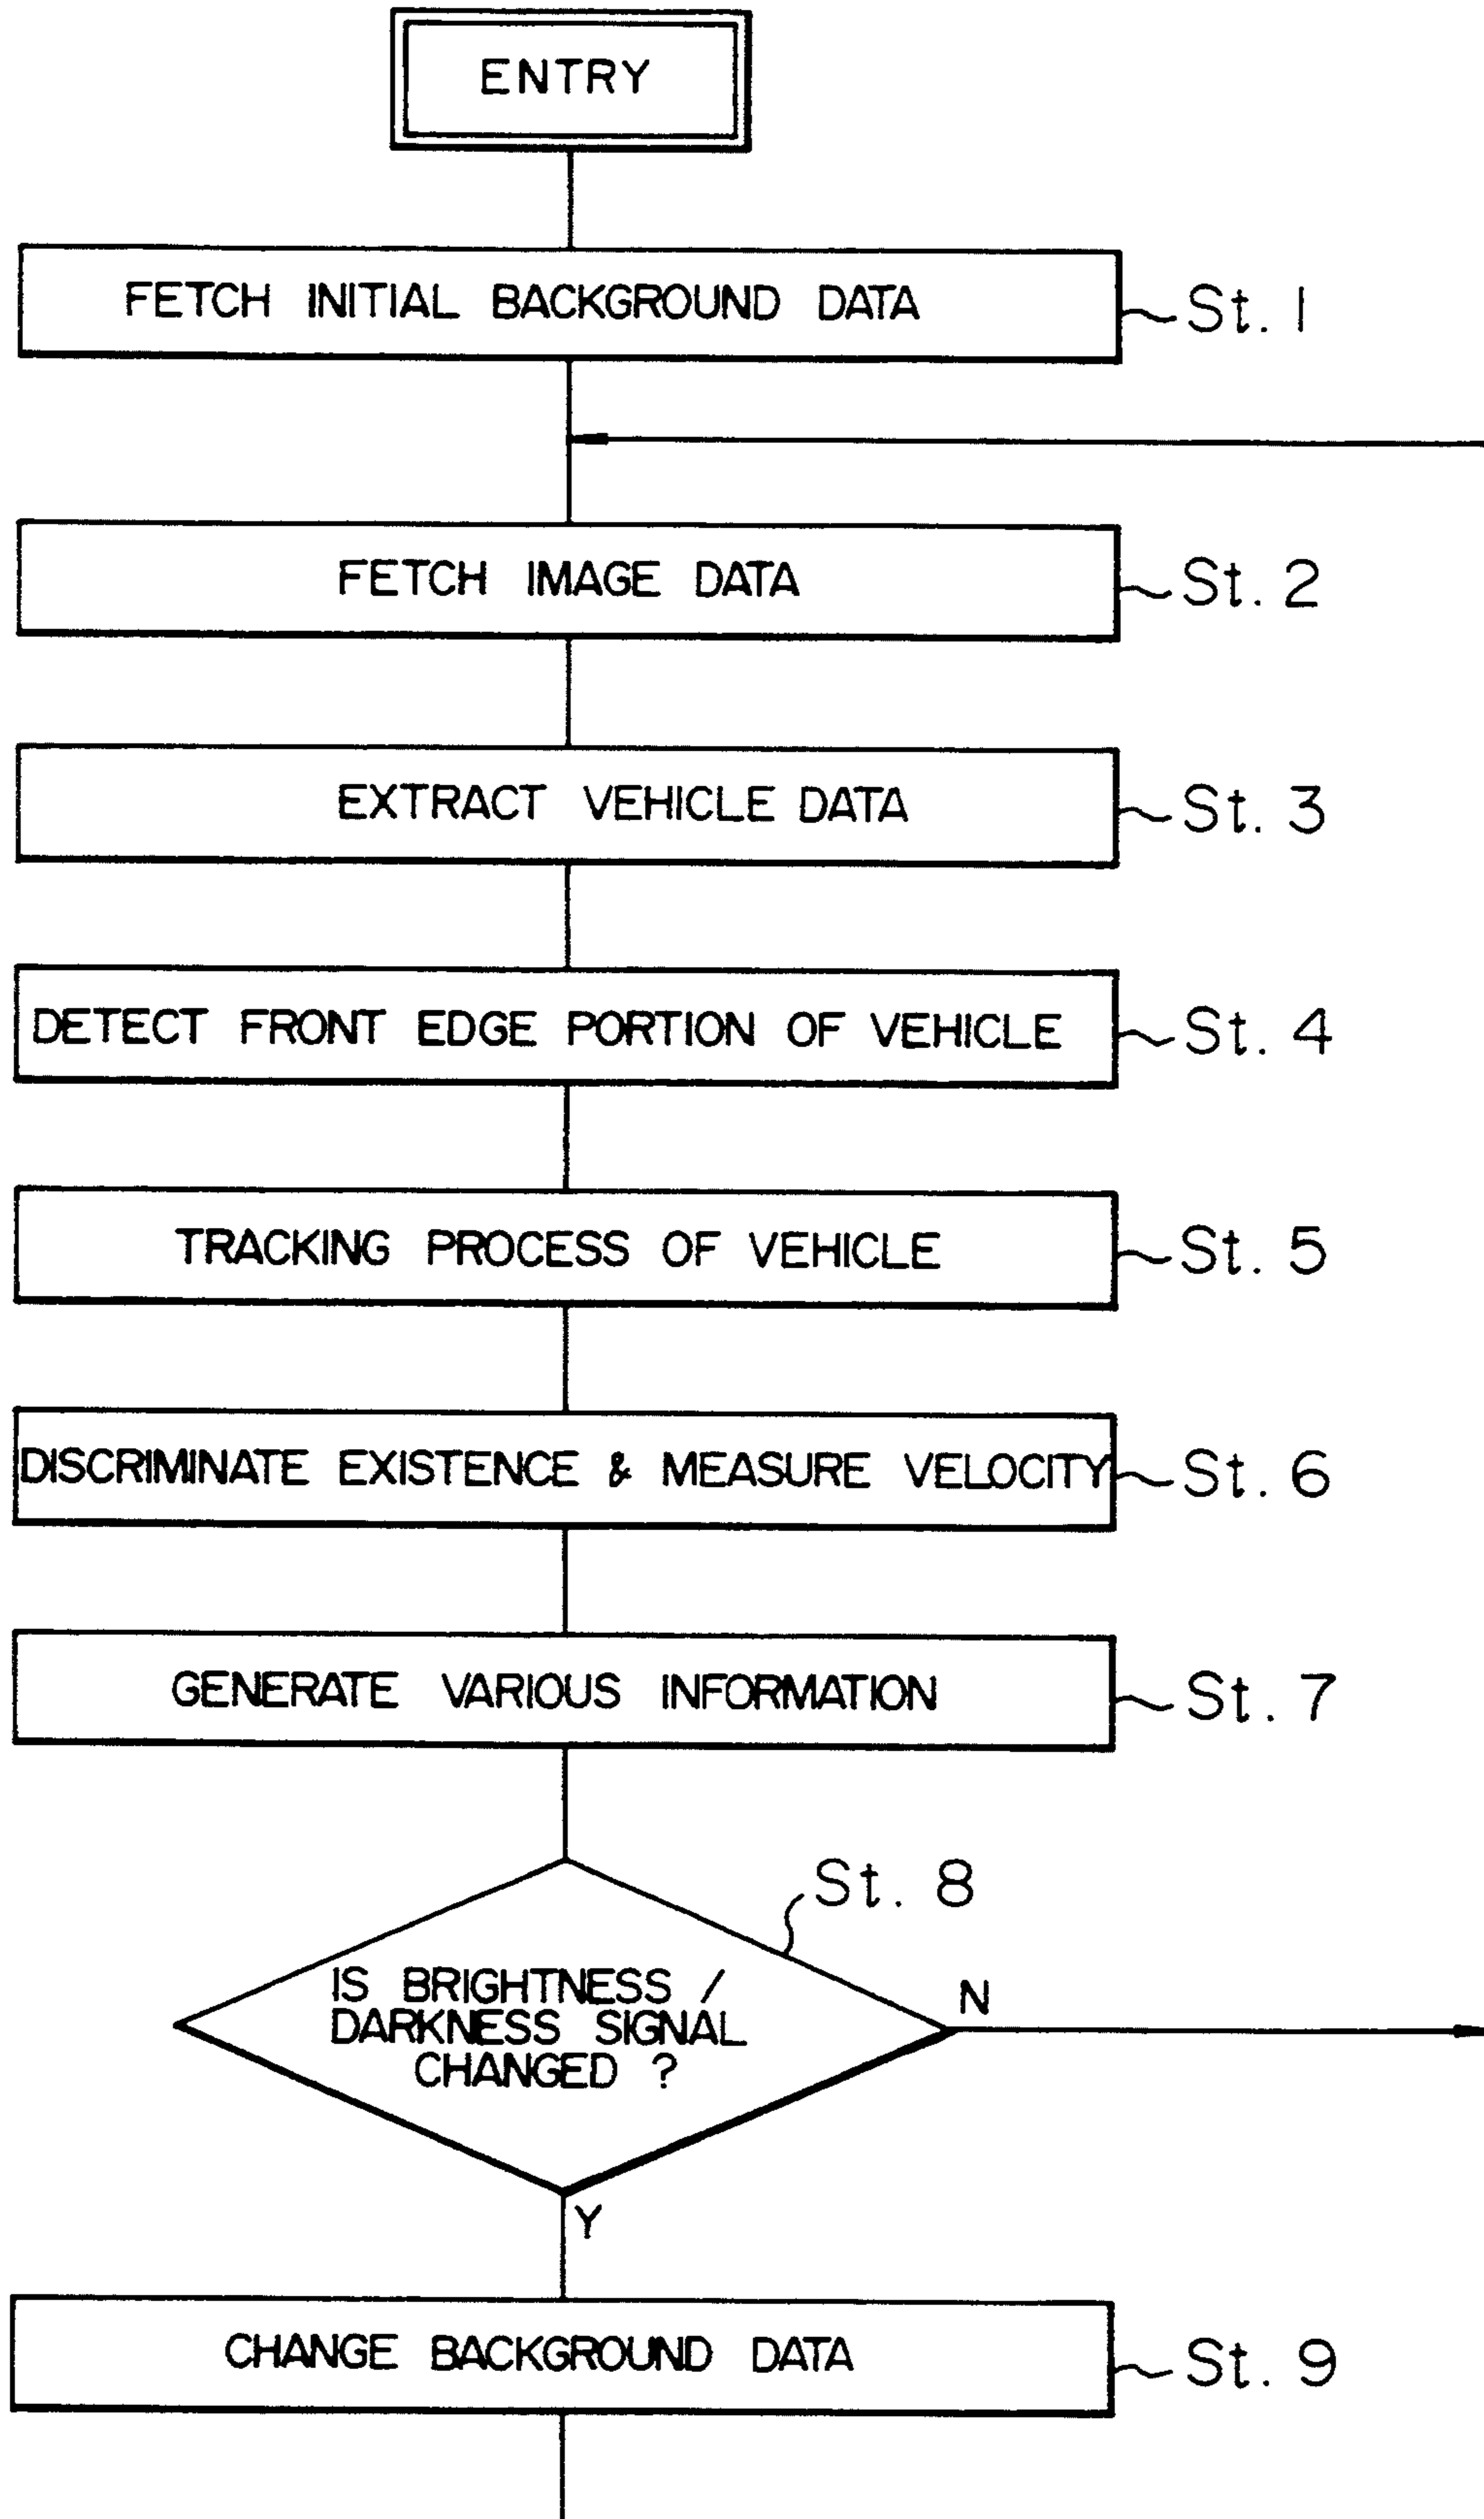 ENTRY
FETCH INITIAL BACKGROUND DATA
St. 1
FETCH IMAGE DATA
St. 2
EXTRACT VEHICLE DATA
St. 3
DETECT FRONT EDGE PORTION OF VEHICLE
St. 4
TRACKING PROCESS OF VEHICLE
St. 5
DISCRIMINATE EXISTENCE & MEASURE VELOCITY
St. 6
GENERATE VARIOUS INFORMATION
St. 7
St. 8
IS BRIGHTNESS /
DARKNESS SIGNAL
CHANGED ?
N
Y
CHANGE BACKGROUND DATA
St. 9